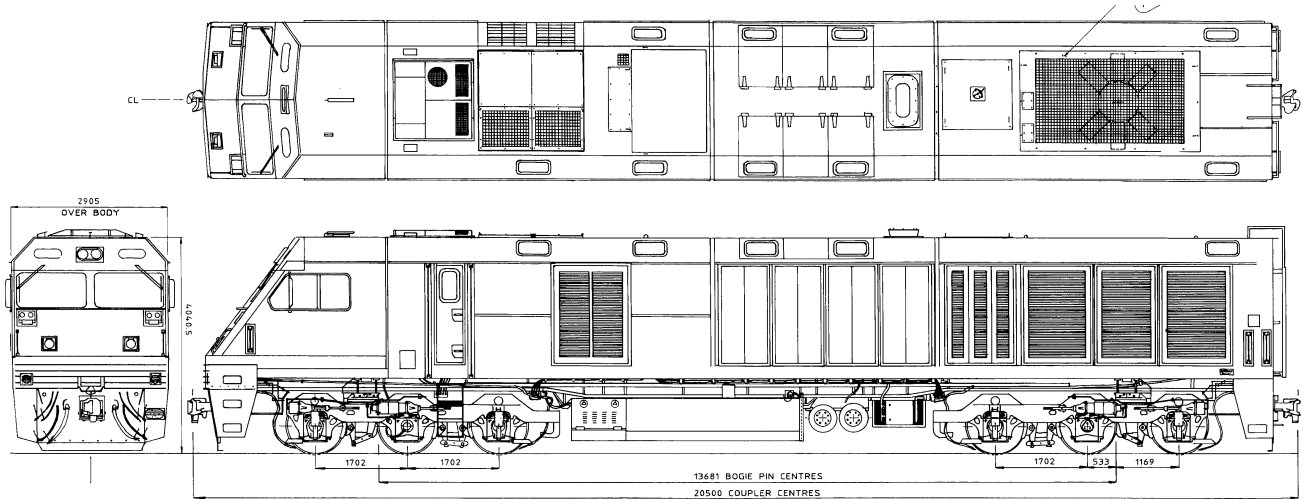 CL
2905
OVER BODY
4040.5
1702
1702
1702
533
1169
13681 BOGIE PIN CENTRES
20500 COUPLER CENTRES